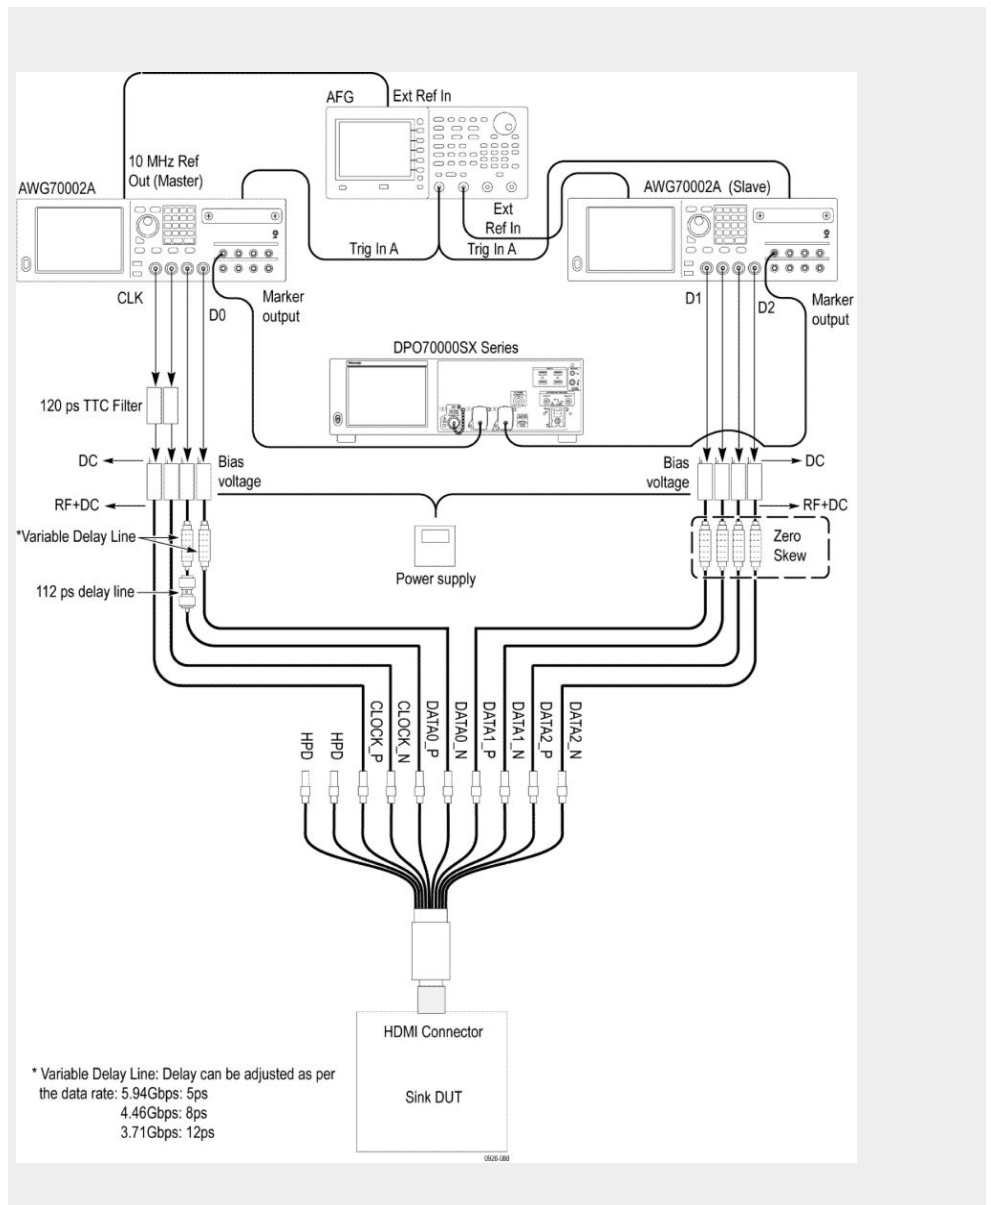 AFG
Ext Ref In
10 MHz Ref
Out (Master)
AWG70002A
AWG70002A (Slave)
Ext
Ref In
Trig In A
Trig In A
CLK
D0
Marker
output
D1
D2
Marker
output
DPO70000SX Series
120 ps TTC Filter
DC
Bias
voltage
Bias
voltage
DC
RF+DC
RF+DC
*Variable Delay Line
Zero
Skew
Power supply
112 ps delay line
HPD
HPD
CLOCK_P
CLOCK_N
DATA0_P
DATA0_N
DATA1_P
DATA1_N
DATA2_P
DATA2_N
HDMI Connector
Sink DUT
* Variable Delay Line: Delay can be adjusted as per
the data rate: 5.94Gbps: 5ps
4.46Gbps: 8ps
3.71Gbps: 12ps
0926-088